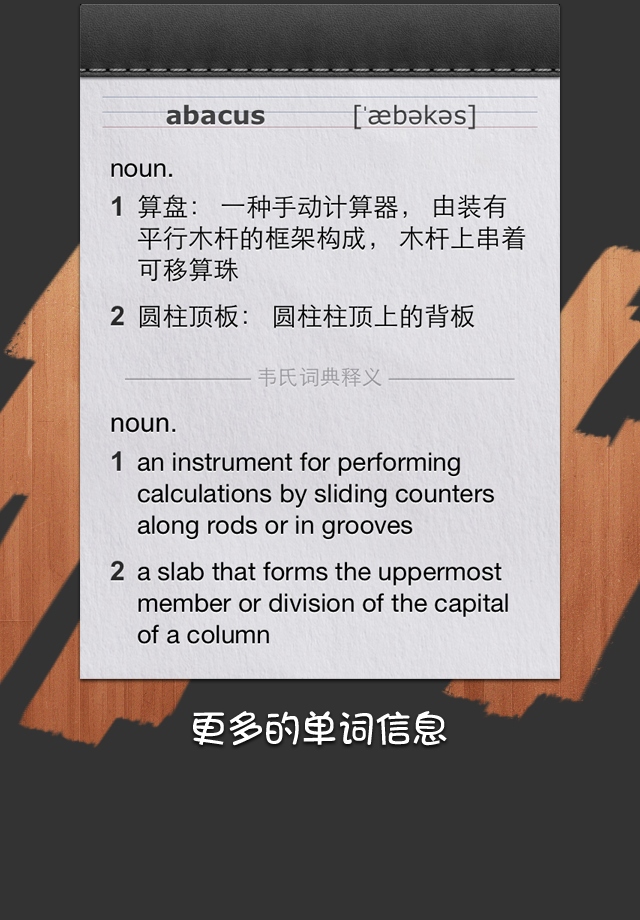 abacus [ˈæbəkəs]
noun.
1 算盘： 一种手动计算器， 由装有
平行木杆的框架构成， 木杆上串着
可移算珠
2 圆柱顶板： 圆柱柱顶上的背板
韦氏词典释义
noun.
1 an instrument for performing
calculations by sliding counters
along rods or in grooves
2 a slab that forms the uppermost
member or division of the capital
of a column
更多的单词信息